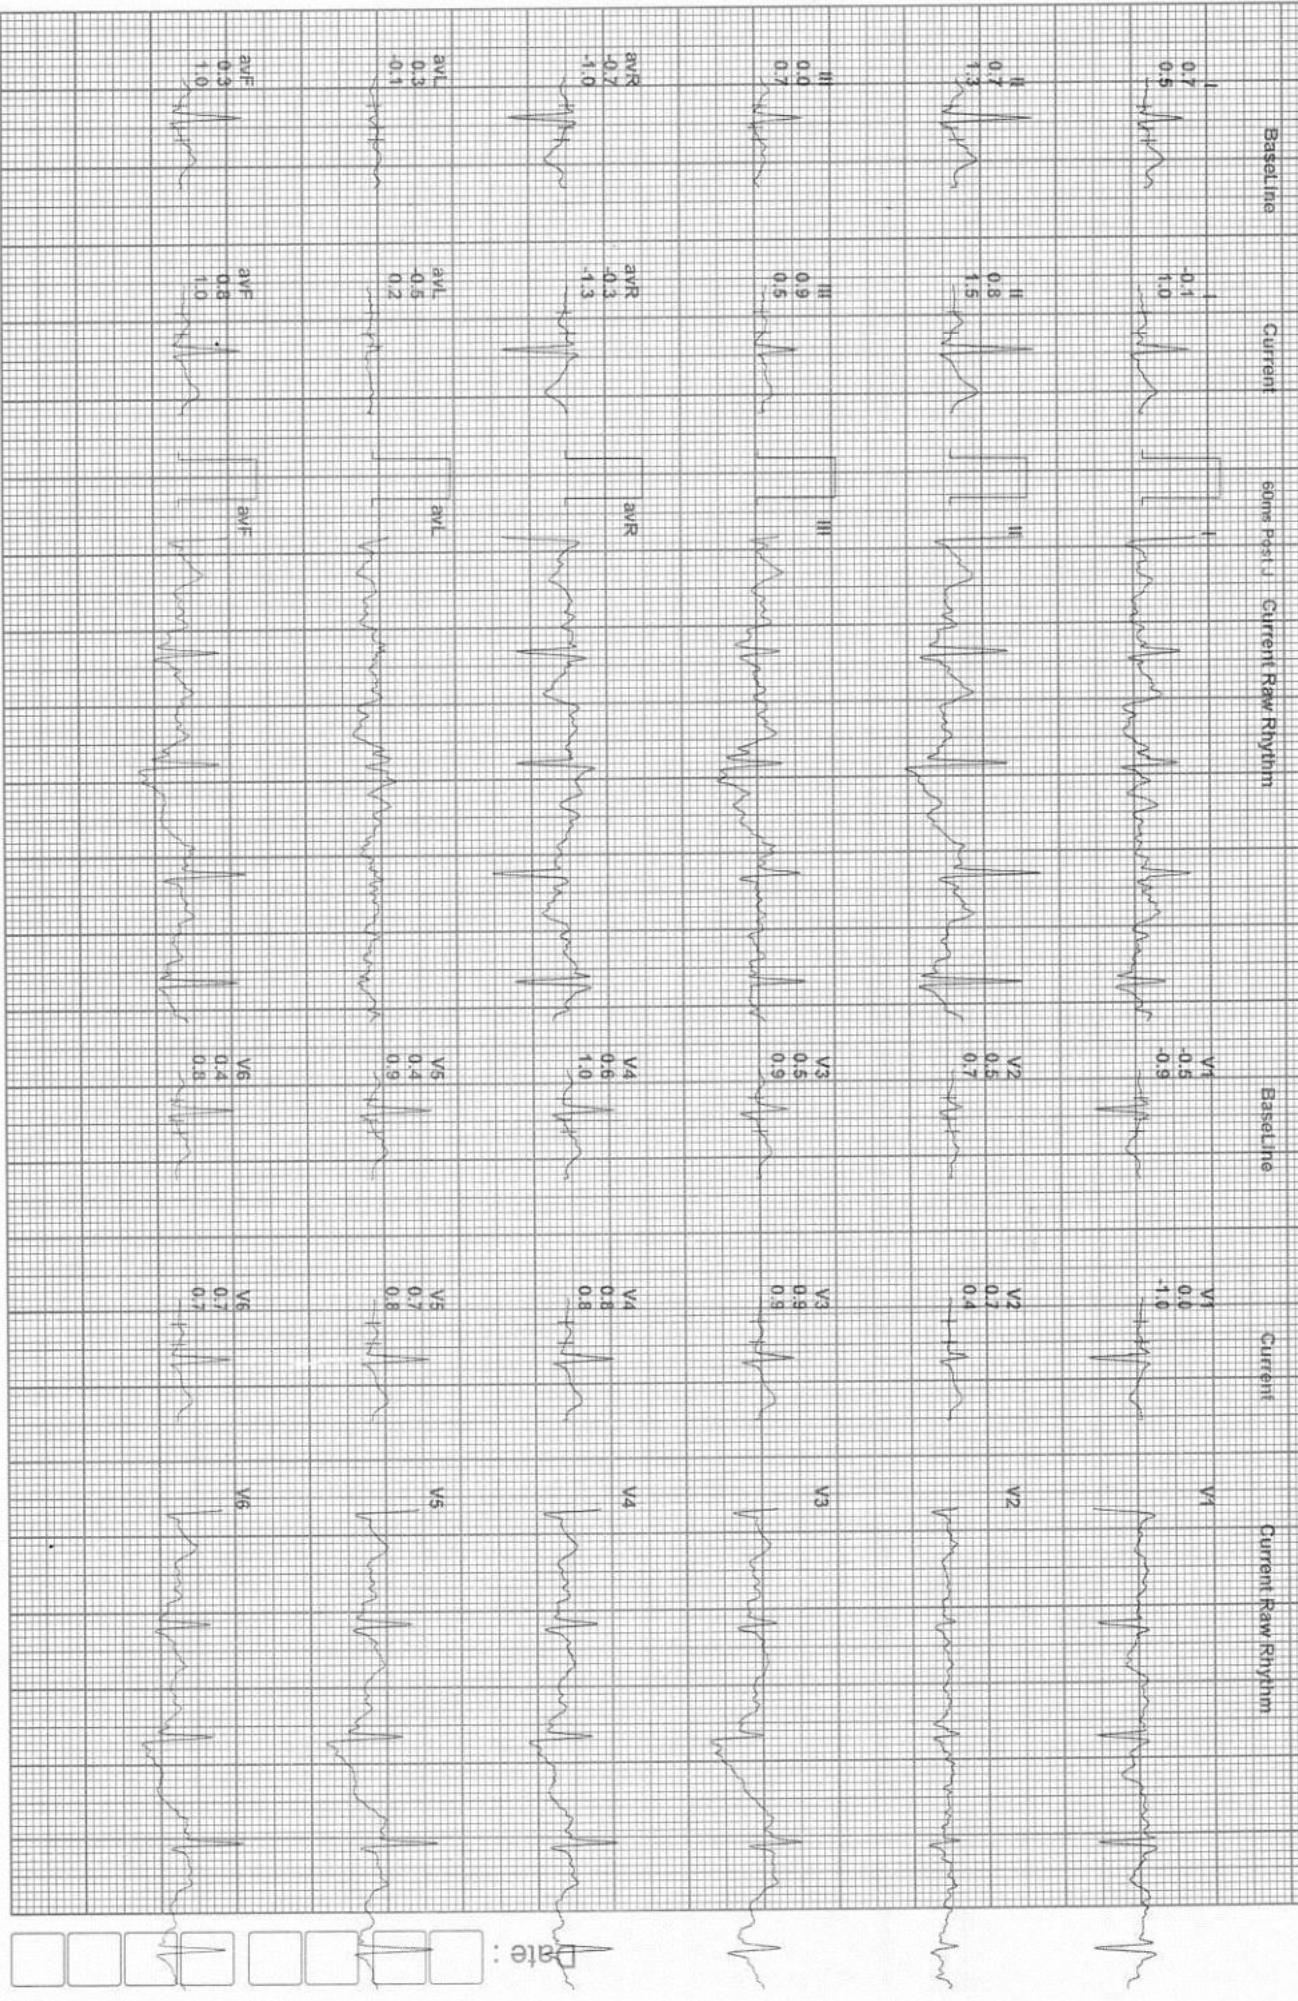 BaseLine Current 60ms Post J Current Raw Rhythm BaseLine Current Current Raw Rhythm
I I I V1 V1 V1
0.7 -0.1 -0.5 0.0
0.5 1.0 -0.9 -1.0
II II II V2 V2 V2
0.7 0.8 0.5 0.7
1.3 1.5 0.7 0.4
III III III V3 V3 V3
0.0 0.9 0.5 0.9
0.7 0.5 0.9 0.9
avR avR avR V4 V4 V4
-0.7 -0.3 0.6 0.8
-1.0 -1.3 1.0 0.8
avL avL avL V5 V5 V5
0.3 -0.5 0.4 0.7
-0.1 0.2 0.9 0.8
avF avF avF V6 V6 V6
0.3 0.8 0.4 0.7
1.0 1.0 0.8 0.7
Date :